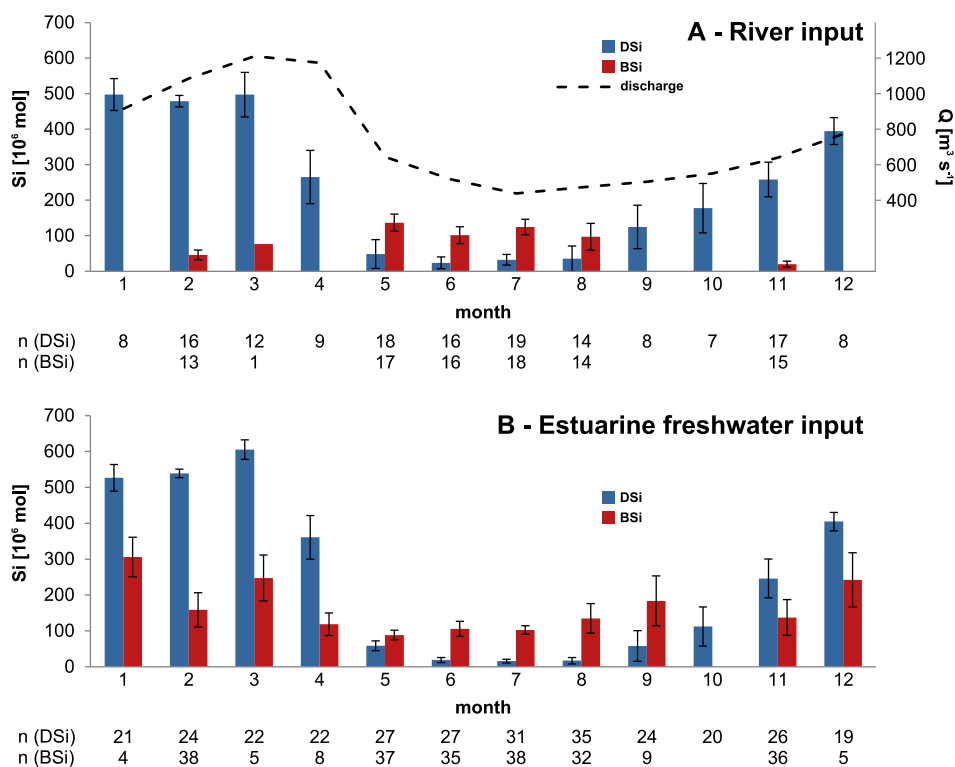 A - River input
700
600
500
400
300
200
100
0
Si [10⁶ mol]
DSi
BSi
discharge
1200
1000
800
600
400
Q [m³ s⁻¹]
1 2 3 4 5 6 7 8 9 10 11 12
month
n (DSi) 8 16 12 9 18 16 19 14 8 7 17 8
n (BSi) 13 1 17 16 18 14 15
B - Estuarine freshwater input
700
600
500
400
300
200
100
0
Si [10⁶ mol]
DSi
BSi
1 2 3 4 5 6 7 8 9 10 11 12
month
n (DSi) 21 24 22 22 27 27 31 35 24 20 26 19
n (BSi) 4 38 5 8 37 35 38 32 9 36 5